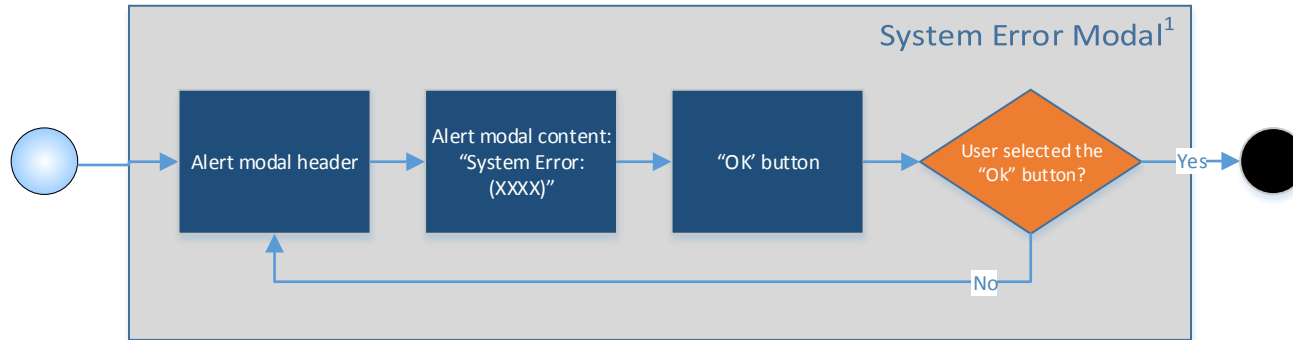 System Error Modal¹
Alert modal header
Alert modal content:
“System Error:
(XXXX)”
“OK’ button
User selected the
“Ok” button?
Yes
No